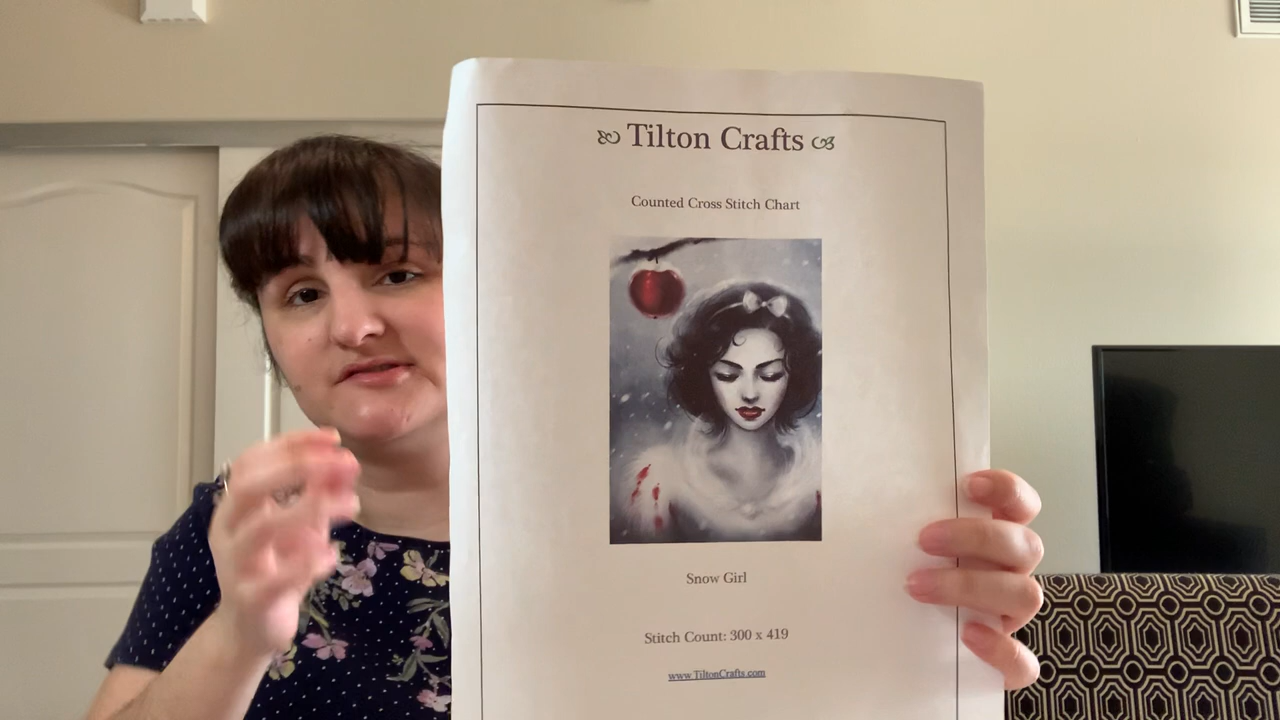 Tilton Crafts
Counted Cross Stitch Chart
Snow Girl
Stitch Count: 300 x 419
www.TiltonCrafts.com